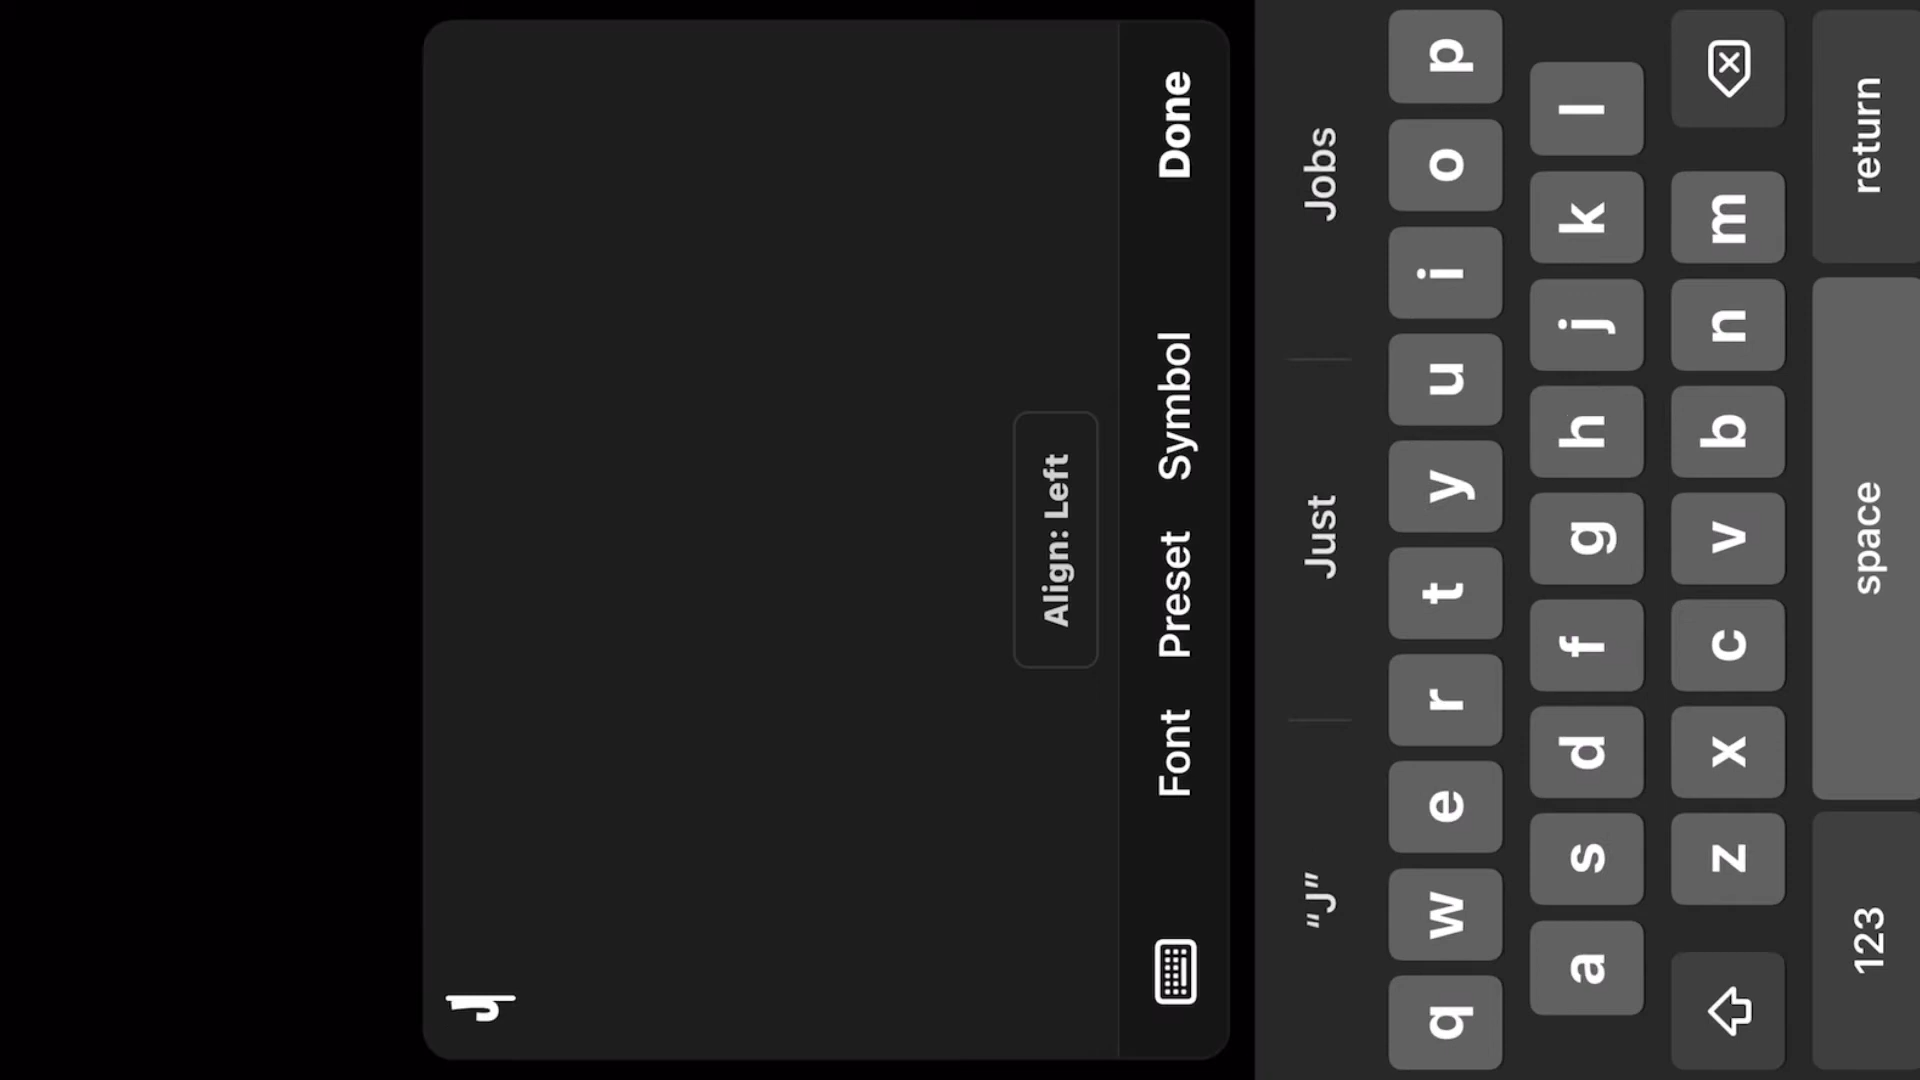 J
Align: Left
Font Preset Symbol Done
"J" Just Jobs
q w e r t y u i o p
a s d f g h j k l
z x c v b n m
123 space return